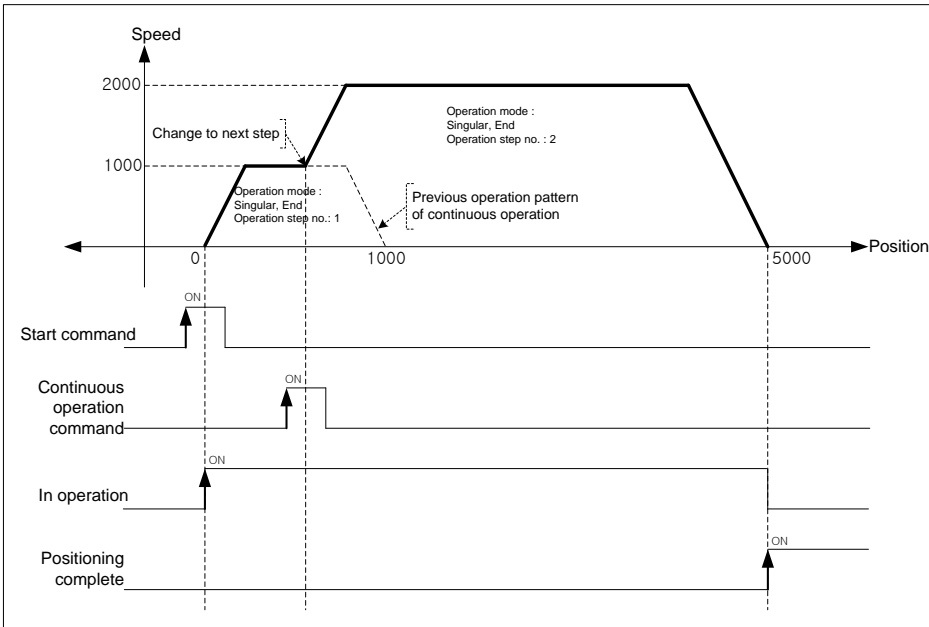 Speed
2000
Operation mode :
Singular, End
Operation step no. : 2
Change to next step
1000
Operation mode :
Singular, End
Operation step no.: 1
Previous operation pattern
of continuous operation
Position
0
1000
5000
ON
Start command
ON
Continuous
operation
command
ON
In operation
ON
Positioning
complete